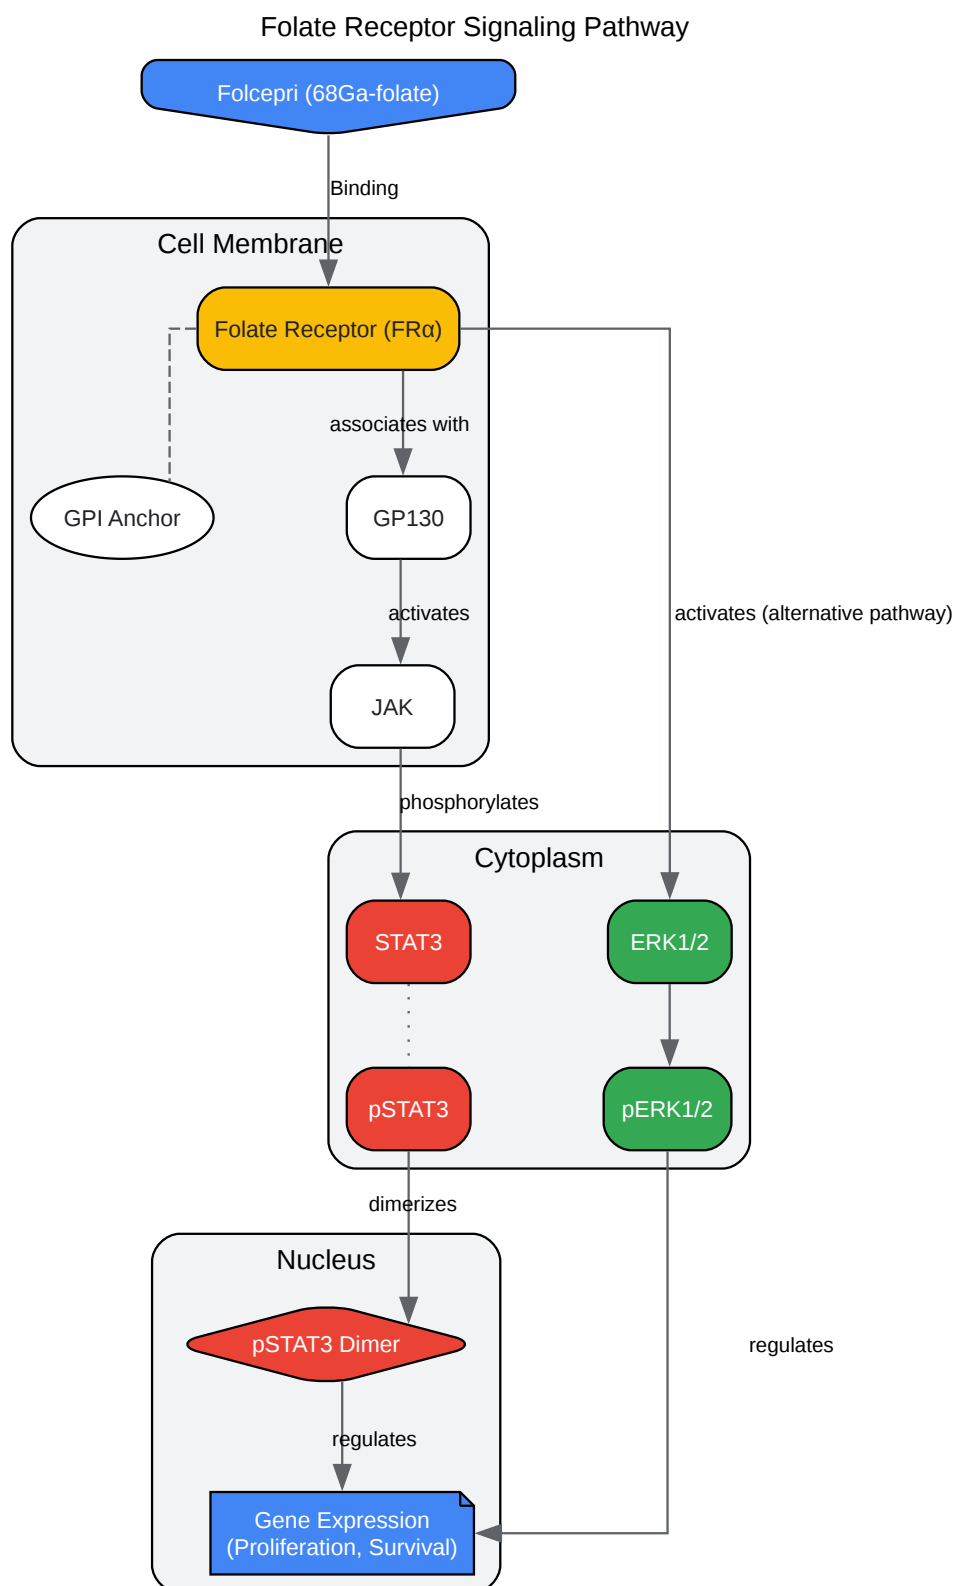 Folate Receptor Signaling Pathway
Folcepri (68Ga-folate)
Binding
Cell Membrane
Folate Receptor (FRα)
associates with
GPI Anchor
GP130
activates
activates (alternative pathway)
JAK
phosphorylates
Cytoplasm
STAT3
ERK1/2
pSTAT3
pERK1/2
dimerizes
Nucleus
pSTAT3 Dimer
regulates
regulates
Gene Expression
(Proliferation, Survival)